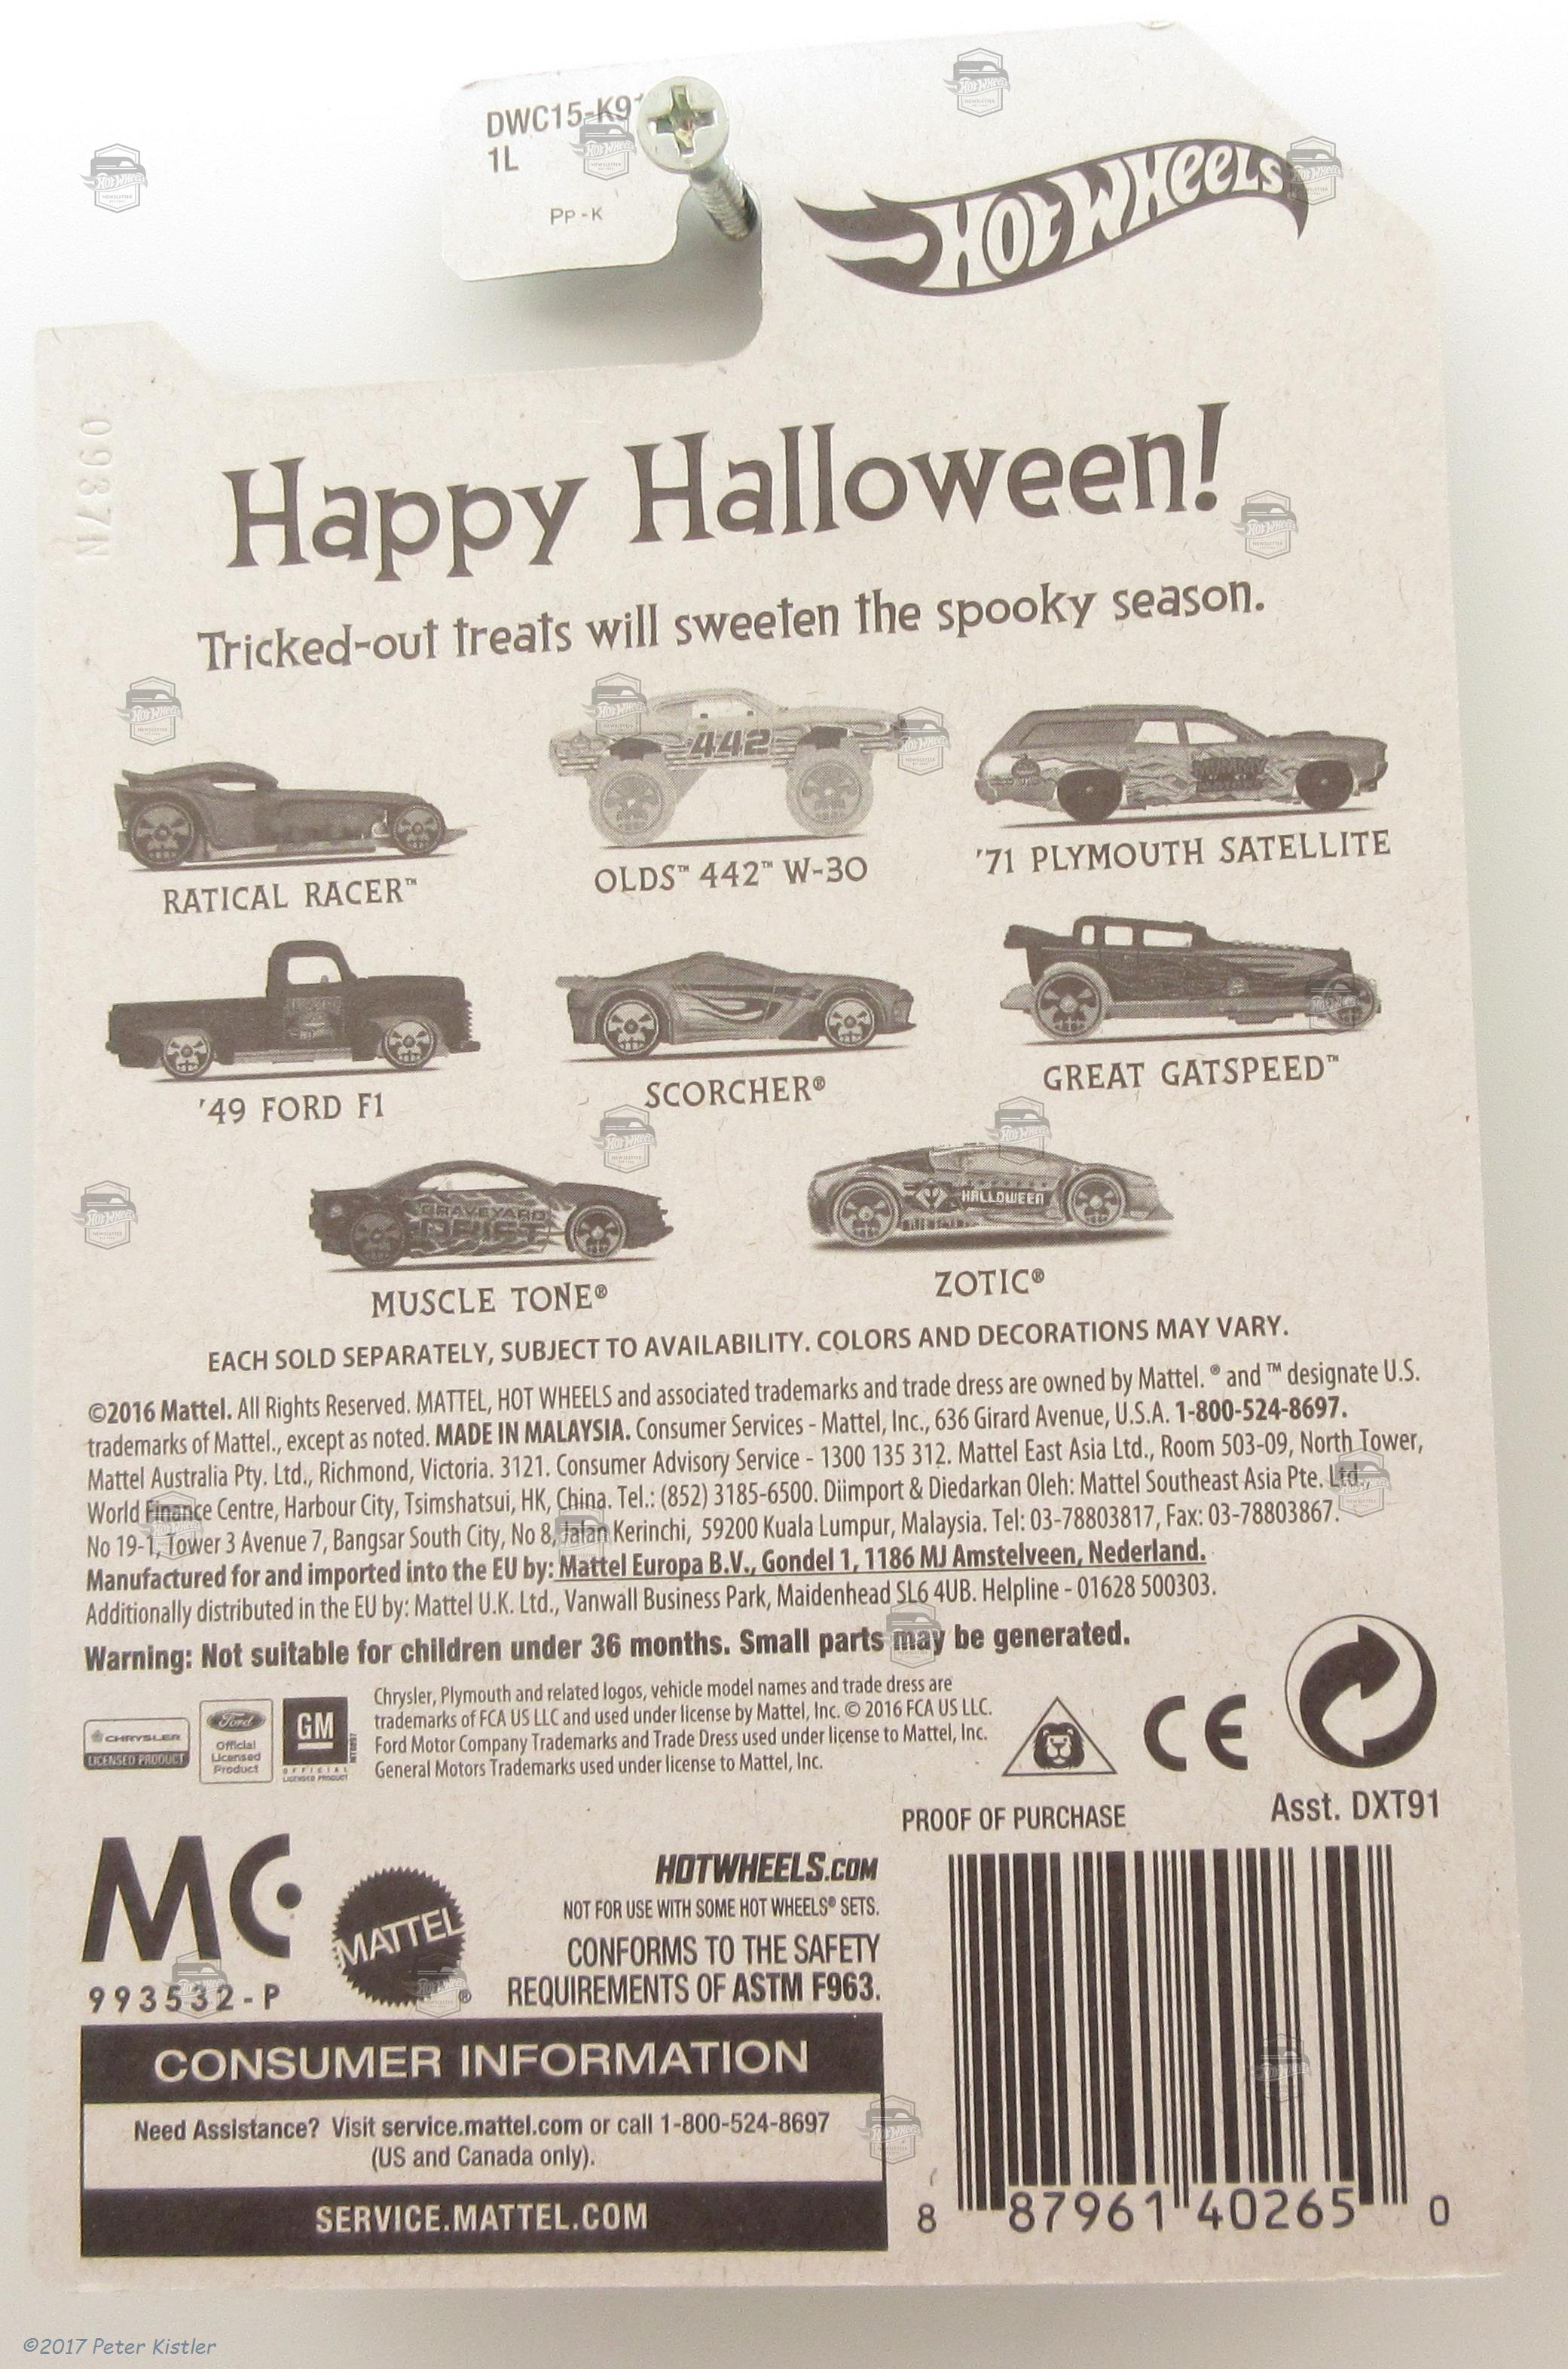 DWC15-K91
1L
Pp-K
HOT WHEELS
0937N
Happy Halloween!
Tricked-out treats will sweeten the spooky season.
442
RATICAL RACER™
OLDS™ 442™ W-30
'71 PLYMOUTH SATELLITE
'49 FORD F1
SCORCHER®
GREAT GATSPEED™
GRAVEYARD
DRIFT
HALLOWEEN
MUSCLE TONE®
ZOTIC®
EACH SOLD SEPARATELY, SUBJECT TO AVAILABILITY. COLORS AND DECORATIONS MAY VARY.
©2016 Mattel. All Rights Reserved. MATTEL, HOT WHEELS and associated trademarks and trade dress are owned by Mattel. ® and ™ designate U.S.
trademarks of Mattel., except as noted. MADE IN MALAYSIA. Consumer Services - Mattel, Inc., 636 Girard Avenue, U.S.A. 1-800-524-8697.
Mattel Australia Pty. Ltd., Richmond, Victoria. 3121. Consumer Advisory Service - 1300 135 312. Mattel East Asia Ltd., Room 503-09, North Tower,
World Finance Centre, Harbour City, Tsimshatsui, HK, China. Tel.: (852) 3185-6500. Diimport & Diedarkan Oleh: Mattel Southeast Asia Pte. Ltd.,
No 19-1, Tower 3 Avenue 7, Bangsar South City, No 8, Jalan Kerinchi, 59200 Kuala Lumpur, Malaysia. Tel: 03-78803817, Fax: 03-78803867.
Manufactured for and imported into the EU by: Mattel Europa B.V., Gondel 1, 1186 MJ Amstelveen, Nederland.
Additionally distributed in the EU by: Mattel U.K. Ltd., Vanwall Business Park, Maidenhead SL6 4UB. Helpline - 01628 500303.
Warning: Not suitable for children under 36 months. Small parts may be generated.
CHRYSLER
LICENSED PRODUCT
Ford
Official
Licensed
Product
GM
OFFICIAL
LICENSED PRODUCT
Chrysler, Plymouth and related logos, vehicle model names and trade dress are
trademarks of FCA US LLC and used under license by Mattel, Inc. © 2016 FCA US LLC.
Ford Motor Company Trademarks and Trade Dress used under license to Mattel, Inc.
General Motors Trademarks used under license to Mattel, Inc.
CE
PROOF OF PURCHASE
Asst. DXT91
MC
993532-P
MATTEL®
HOTWHEELS.COM
NOT FOR USE WITH SOME HOT WHEELS® SETS.
CONFORMS TO THE SAFETY
REQUIREMENTS OF ASTM F963.
CONSUMER INFORMATION
Need Assistance? Visit service.mattel.com or call 1-800-524-8697
(US and Canada only).
SERVICE.MATTEL.COM
8 87961 40265 0
©2017 Peter Kistler